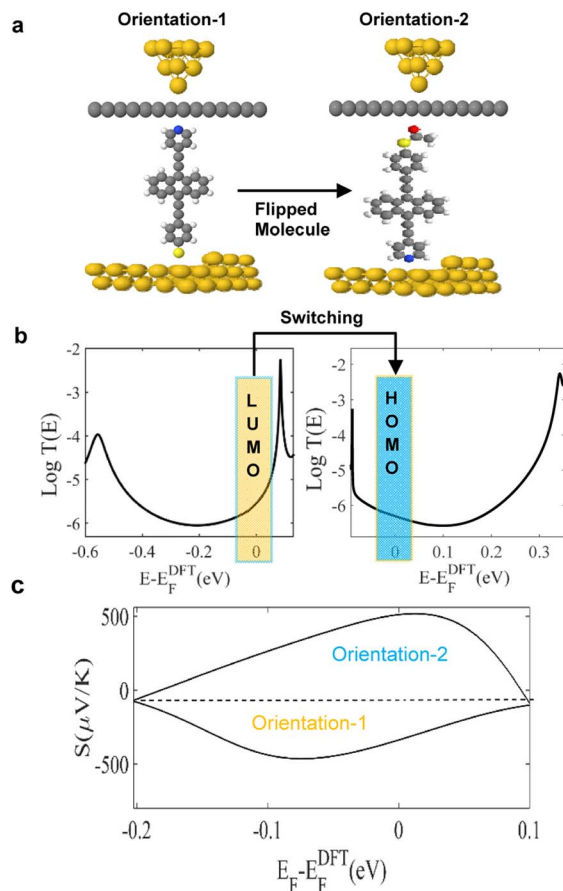 a
Orientation-1
Orientation-2
Flipped
Molecule
b
Switching
-2
-3
-4
-5
-6
Log T(E)
L
U
M
O
-0.6
-0.4
-0.2
0
E-E_F^DFT(eV)
-2
-3
-4
-5
-6
Log T(E)
H
O
M
O
0
0.1
0.2
0.3
E-E_F^DFT(eV)
c
500
0
-500
S(μV/K)
Orientation-2
Orientation-1
-0.2
-0.1
0
0.1
E_F-E_F^DFT(eV)